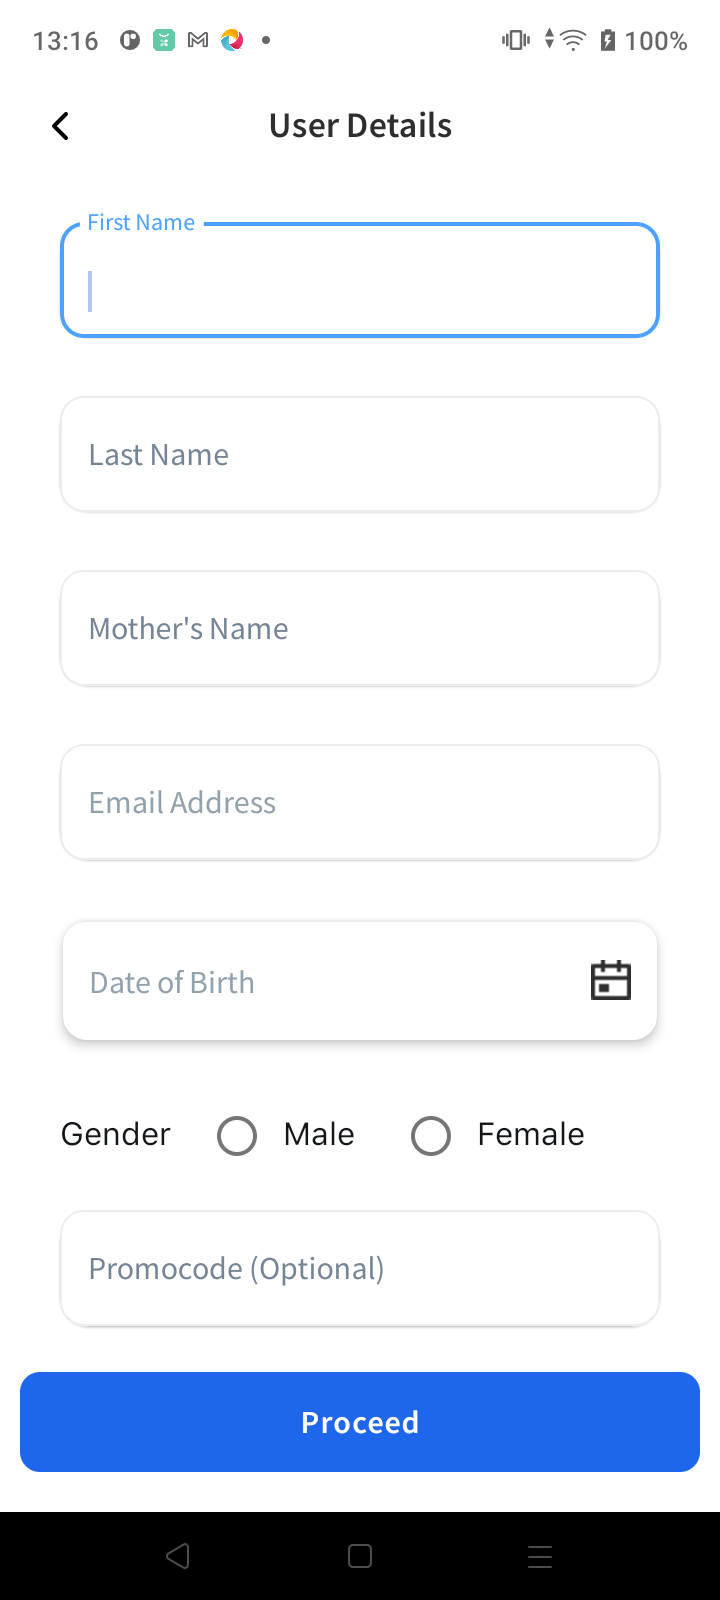 13:16 100%
User Details
First Name
Last Name
Mother's Name
Email Address
Date of Birth
Gender Male Female
Promocode (Optional)
Proceed